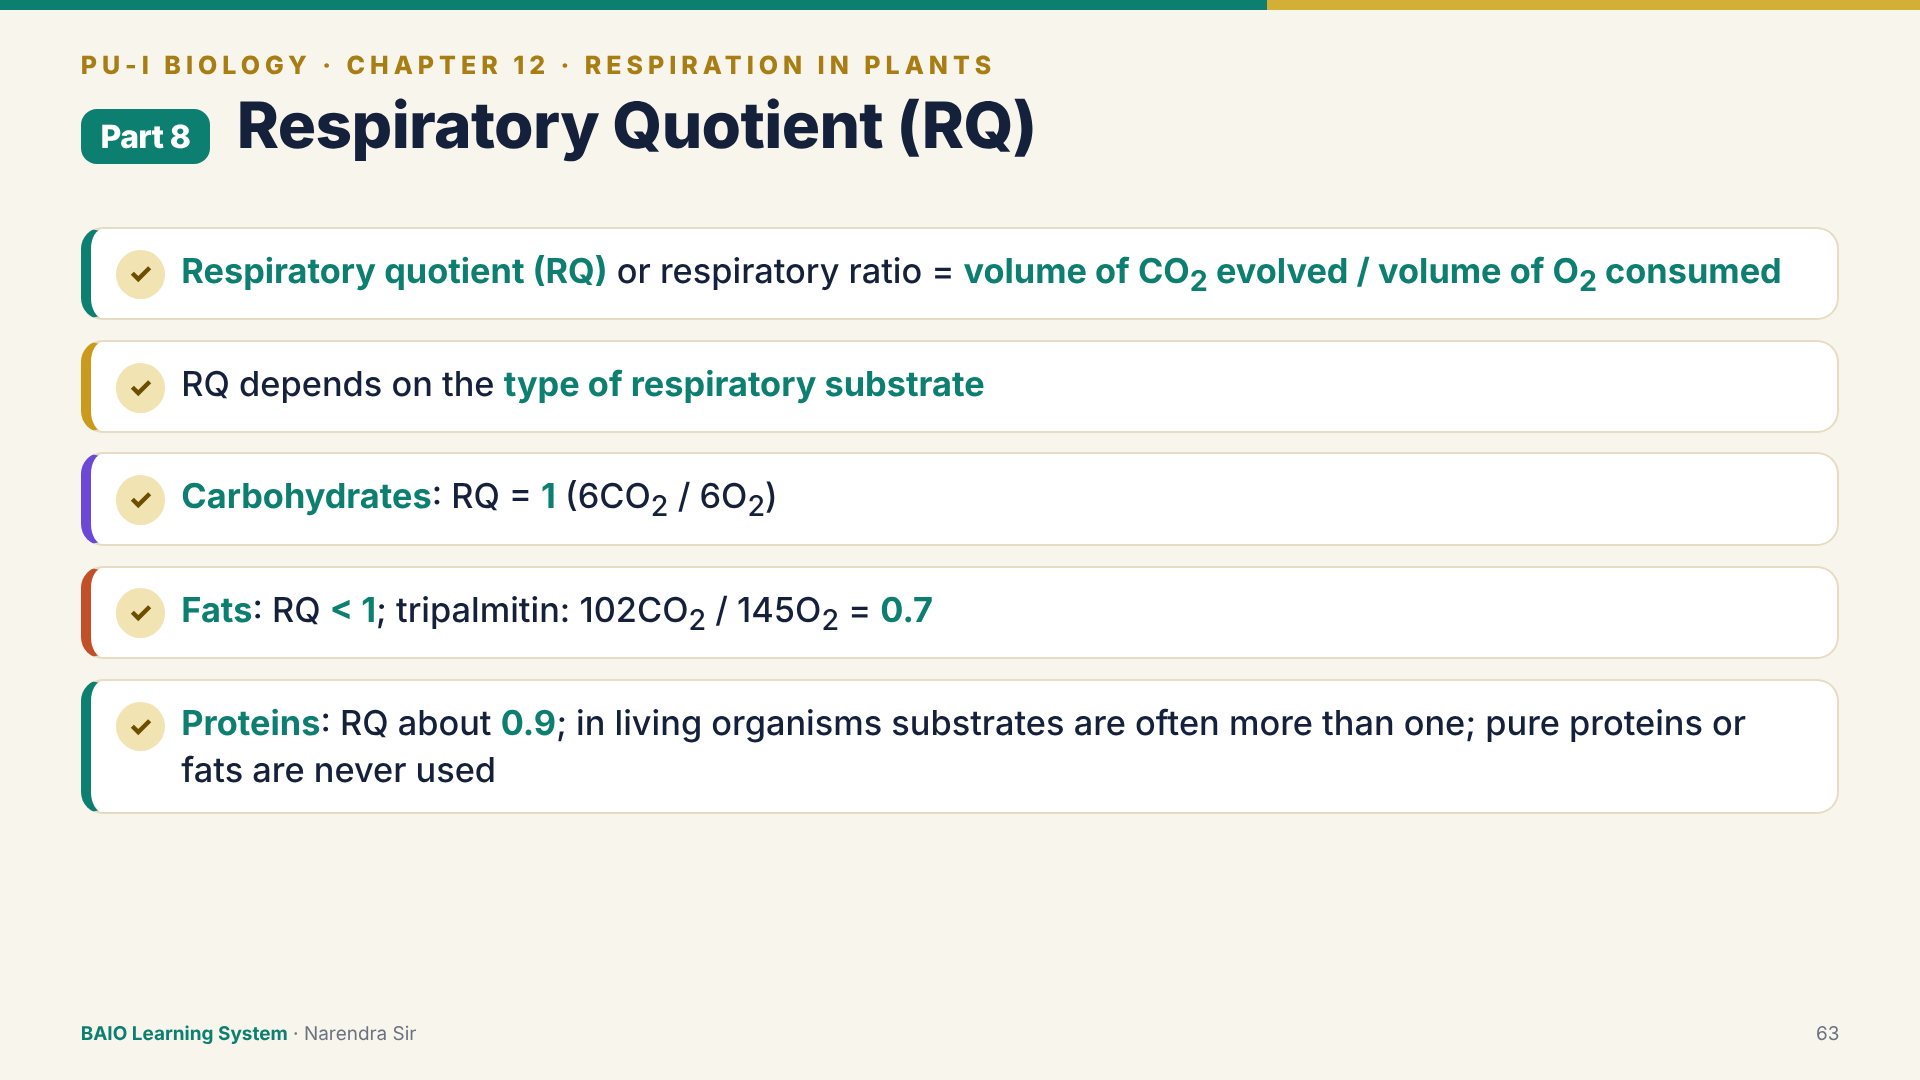 PU-I BIOLOGY · CHAPTER 12 · RESPIRATION IN PLANTS
Part 8 Respiratory Quotient (RQ)
Respiratory quotient (RQ) or respiratory ratio = volume of CO₂ evolved / volume of O₂ consumed
RQ depends on the type of respiratory substrate
Carbohydrates: RQ = 1 (6CO₂ / 6O₂)
Fats: RQ < 1; tripalmitin: 102CO₂ / 145O₂ = 0.7
Proteins: RQ about 0.9; in living organisms substrates are often more than one; pure proteins or
fats are never used
BAIO Learning System · Narendra Sir
63